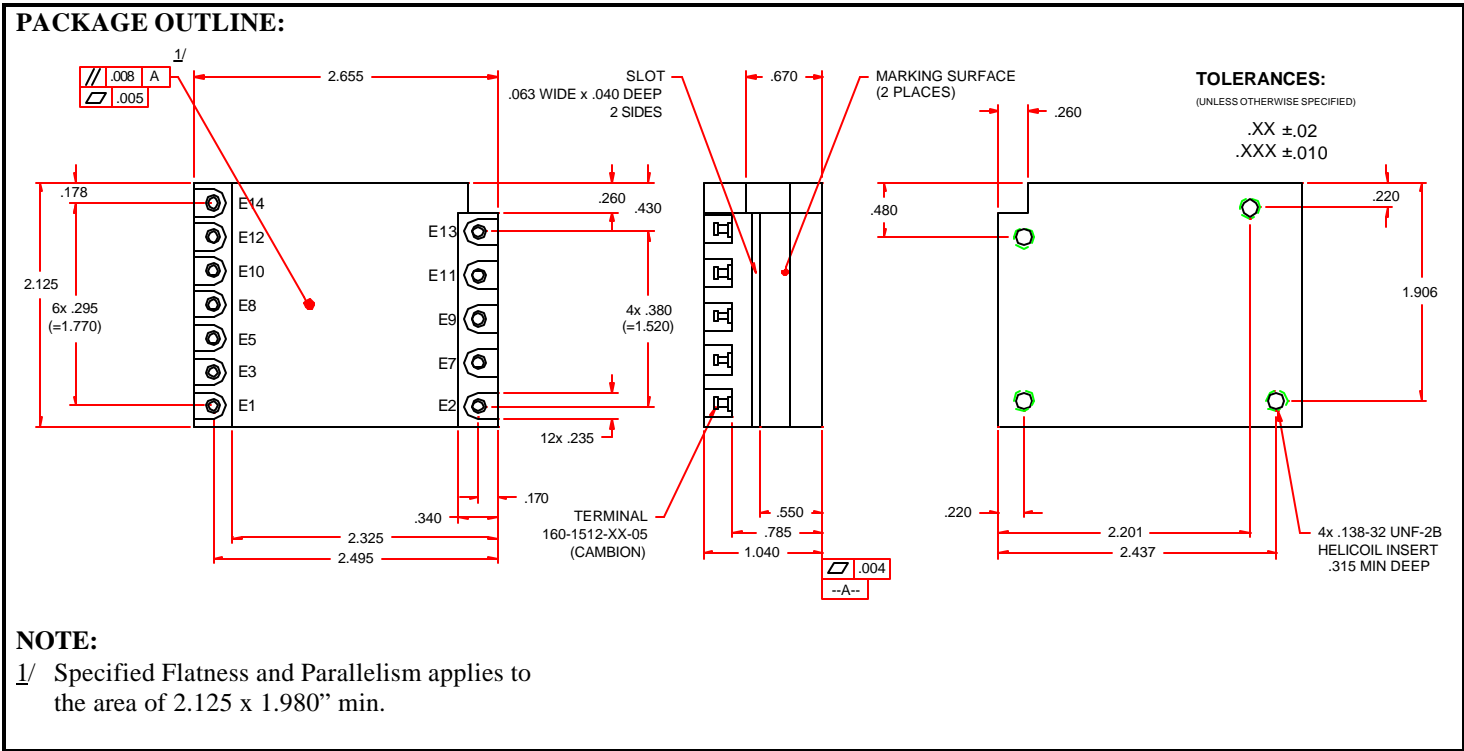 PACKAGE OUTLINE:
1/
// .008 A
.005
2.655
SLOT
.063 WIDE x .040 DEEP
2 SIDES
.670
MARKING SURFACE
(2 PLACES)
TOLERANCES:
(UNLESS OTHERWISE SPECIFIED)
.XX ±.02
.XXX ±.010
.260
.178
E14
E12
E10
E8
E5
E3
E1
2.125
6x .295
(=1.770)
E13
E11
E9
E7
E2
.260
.430
4x .380
(=1.520)
12x .235
.170
.340
2.325
2.495
TERMINAL
160-1512-XX-05
(CAMBION)
.550
.785
1.040
.004
--A--
.480
.220
1.906
.220
2.201
2.437
4x .138-32 UNF-2B
HELICOIL INSERT
.315 MIN DEEP
NOTE:
1/ Specified Flatness and Parallelism applies to
the area of 2.125 x 1.980” min.